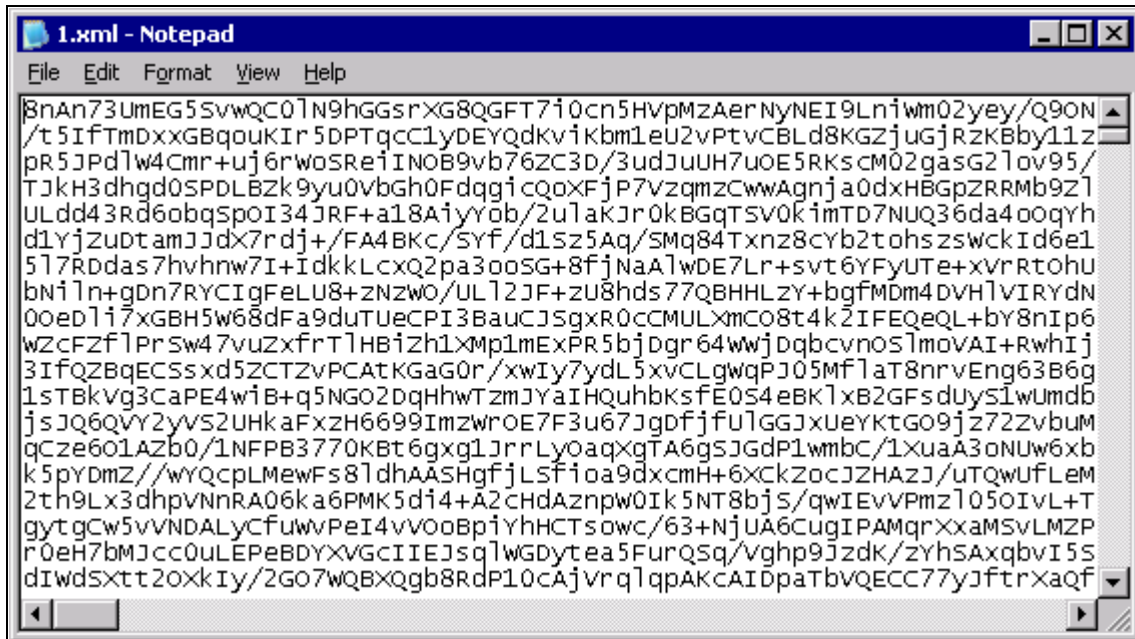 1.xml - Notepad
File Edit Format View Help
8nAn73UmEG5SvwQC0lN9hGGsrXG8QGFT7i0cn5HVpMzAerNyNEI9LniWm02yey/Q9ON
/t5IfTmDxxGBqouKIr5DPTqcC1yDEYQdKviKbm1eU2vPtvCBLd8KGZjuGjRzKBby11z
pR5JPdlW4Cmr+uj6rWoSReiINOB9vb76ZC3D/3udJuUH7uOE5RKscM02gasG2lov95/
TJkH3dhgd0SPDLBZk9yu0VbGh0FdqgicQoXFjP7VzqmzCwwAgnja0dxHBGpZRRMb9Zl
ULdd43Rd6obqSpOI34JRF+a18AiyYob/2ulaKJr0kBGqTSV0kimTD7NUQ36da4oOqYh
d1YjZuDtamJJdX7rdj+/FA4BKc/SYf/d1Sz5Aq/SMq84Txnz8cYb2tohszsWckId6e1
5l7RDdas7hvhnw7I+IdkkLcxQ2pa3ooSG+8fjNaAlwDE7Lr+svt6YFyUTe+xVrRtOhU
bNiln+gDn7RYCIgFeLU8+zNzWO/ULl2JF+zU8hds77QBHHLzY+bgfMDm4DVHlVIRYdN
0OeDli7xGBH5W68dFa9duTUeCPI3BauCJSgxR0cCMULXmCO8t4k2IFEQeQL+bY8nIp6
WZcFZflPrSw47vuZxfrTlHBiZh1XMp1mExPR5bjDgr64WWjDqbcvnOSlmoVAI+RwhIj
3IfQZBqECSsxd5ZCTZvPCAtKGaG0r/xwIy7ydL5xvCLgWqPJ05MflaT8nrvEng63B6g
1sTBkVg3CaPE4wiB+q5NGO2DqHhwTzmJYaIHQuhbKsfE0S4eBKlxB2GFsdUyS1wUmdb
jsJQ6QVY2yVS2UHkaFxzH6699ImzWrOE7F3u67JgDfjfUlGGJxUeYKtGO9jz72ZvbuM
qCze6O1AZb0/1NFPB3770KBt6gxg1JrrLyOaqXgTA6gSJGdP1wmbC/1XuaA3oNUw6xb
k5pYDmZ//wYQcpLMewFs8ldhAASHgfjLSfioa9dxcmH+6XCkZocJZHAzJ/uTQwUfLeM
2th9Lx3dhpVNnRA06ka6PMK5di4+A2cHdAznpW0Ik5NT8bjS/qwIEvVPmzl05OIvL+T
gytgCw5vVNDALyCfuWvPeI4vVOoBpiYhHCTsowc/63+NjUA6CugIPAMqrXxaMSvLMZP
r0eH7bMJcc0uLEPeBDYXVGcIIEJsqlWGDytea5FurQSq/Vghp9JzdK/zYhSAxqbvI5S
dIWdSXtt2OXkIy/2GO7WQBXQgb8RdP10cAjVrqlqpAKcAIDpaTbVQECC77yJftrXaQf